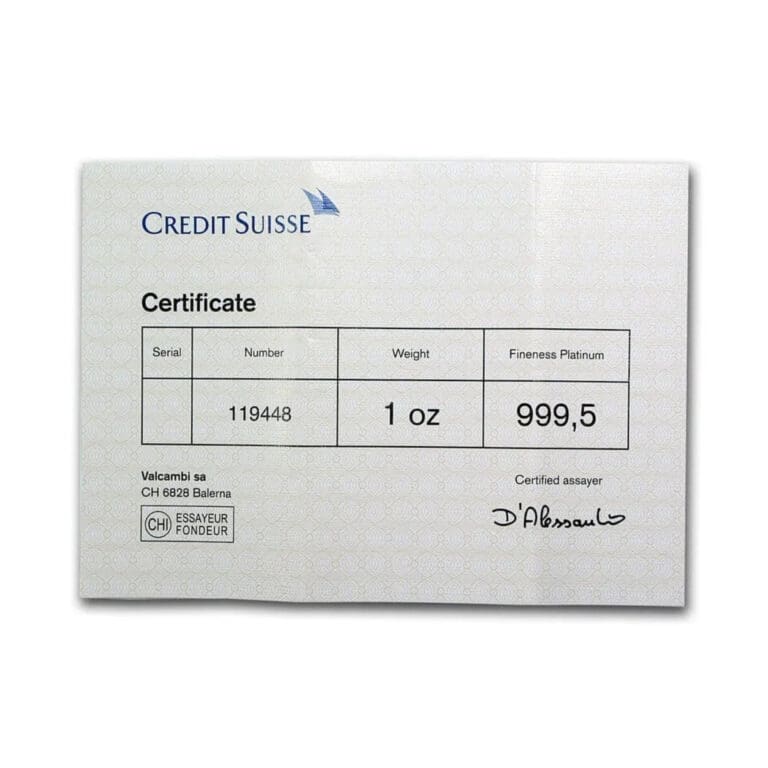 CREDIT SUISSE
Certificate
Serial Number Weight Fineness Platinum
119448 1 oz 999,5
Valcambi sa Certified assayer
CH 6828 Balerna
CHI ESSAYEUR
FONDEUR